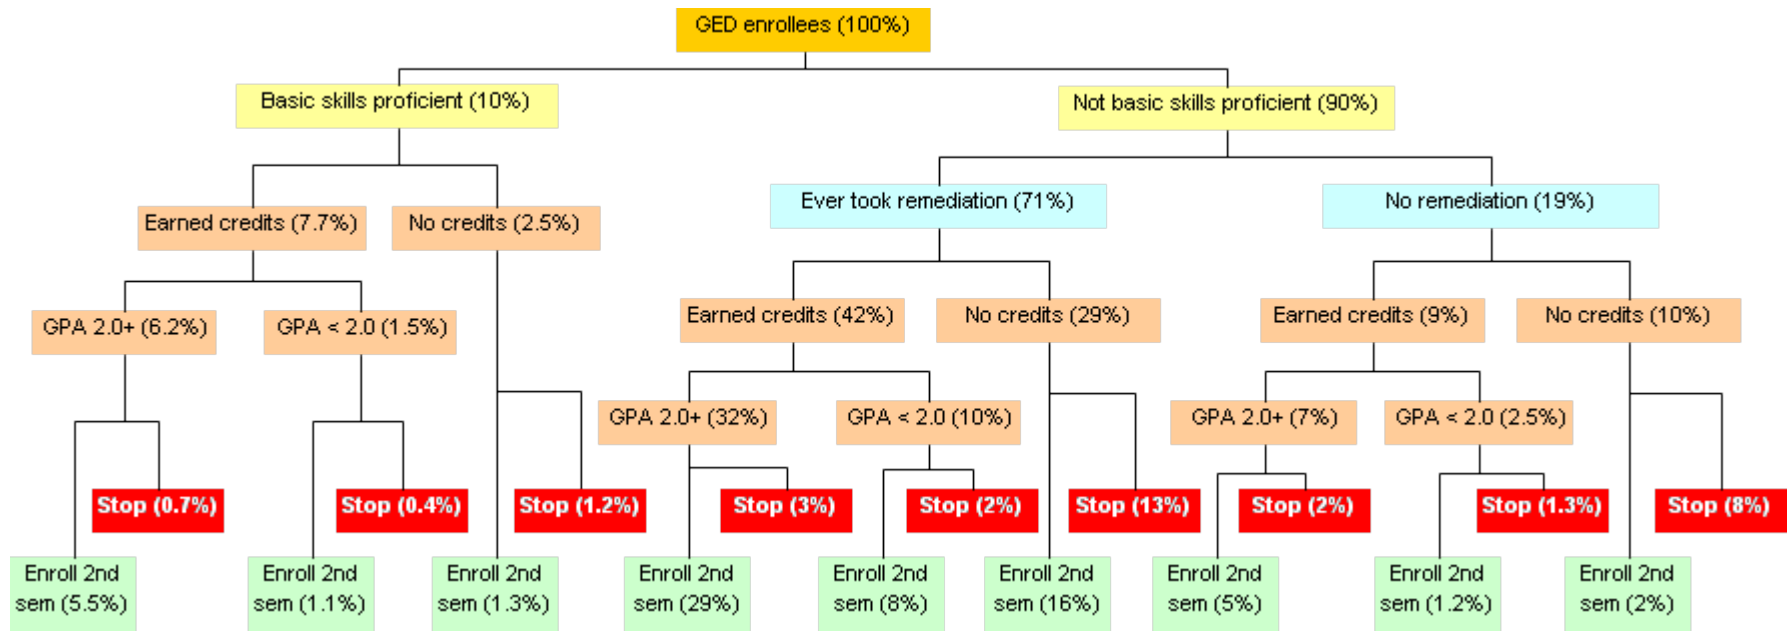 GED enrollees (100%)
Basic skills proficient (10%)
Not basic skills proficient (90%)
Ever took remediation (71%)
No remediation (19%)
Earned credits (7.7%)
No credits (2.5%)
Earned credits (42%)
No credits (29%)
Earned credits (9%)
No credits (10%)
GPA 2.0+ (6.2%)
GPA < 2.0 (1.5%)
GPA 2.0+ (32%)
GPA < 2.0 (10%)
GPA 2.0+ (7%)
GPA < 2.0 (2.5%)
Stop (0.7%)
Stop (0.4%)
Stop (1.2%)
Stop (3%)
Stop (2%)
Stop (13%)
Stop (2%)
Stop (1.3%)
Stop (8%)
Enroll 2nd
sem (5.5%)
Enroll 2nd
sem (1.1%)
Enroll 2nd
sem (1.3%)
Enroll 2nd
sem (29%)
Enroll 2nd
sem (8%)
Enroll 2nd
sem (16%)
Enroll 2nd
sem (5%)
Enroll 2nd
sem (1.2%)
Enroll 2nd
sem (2%)